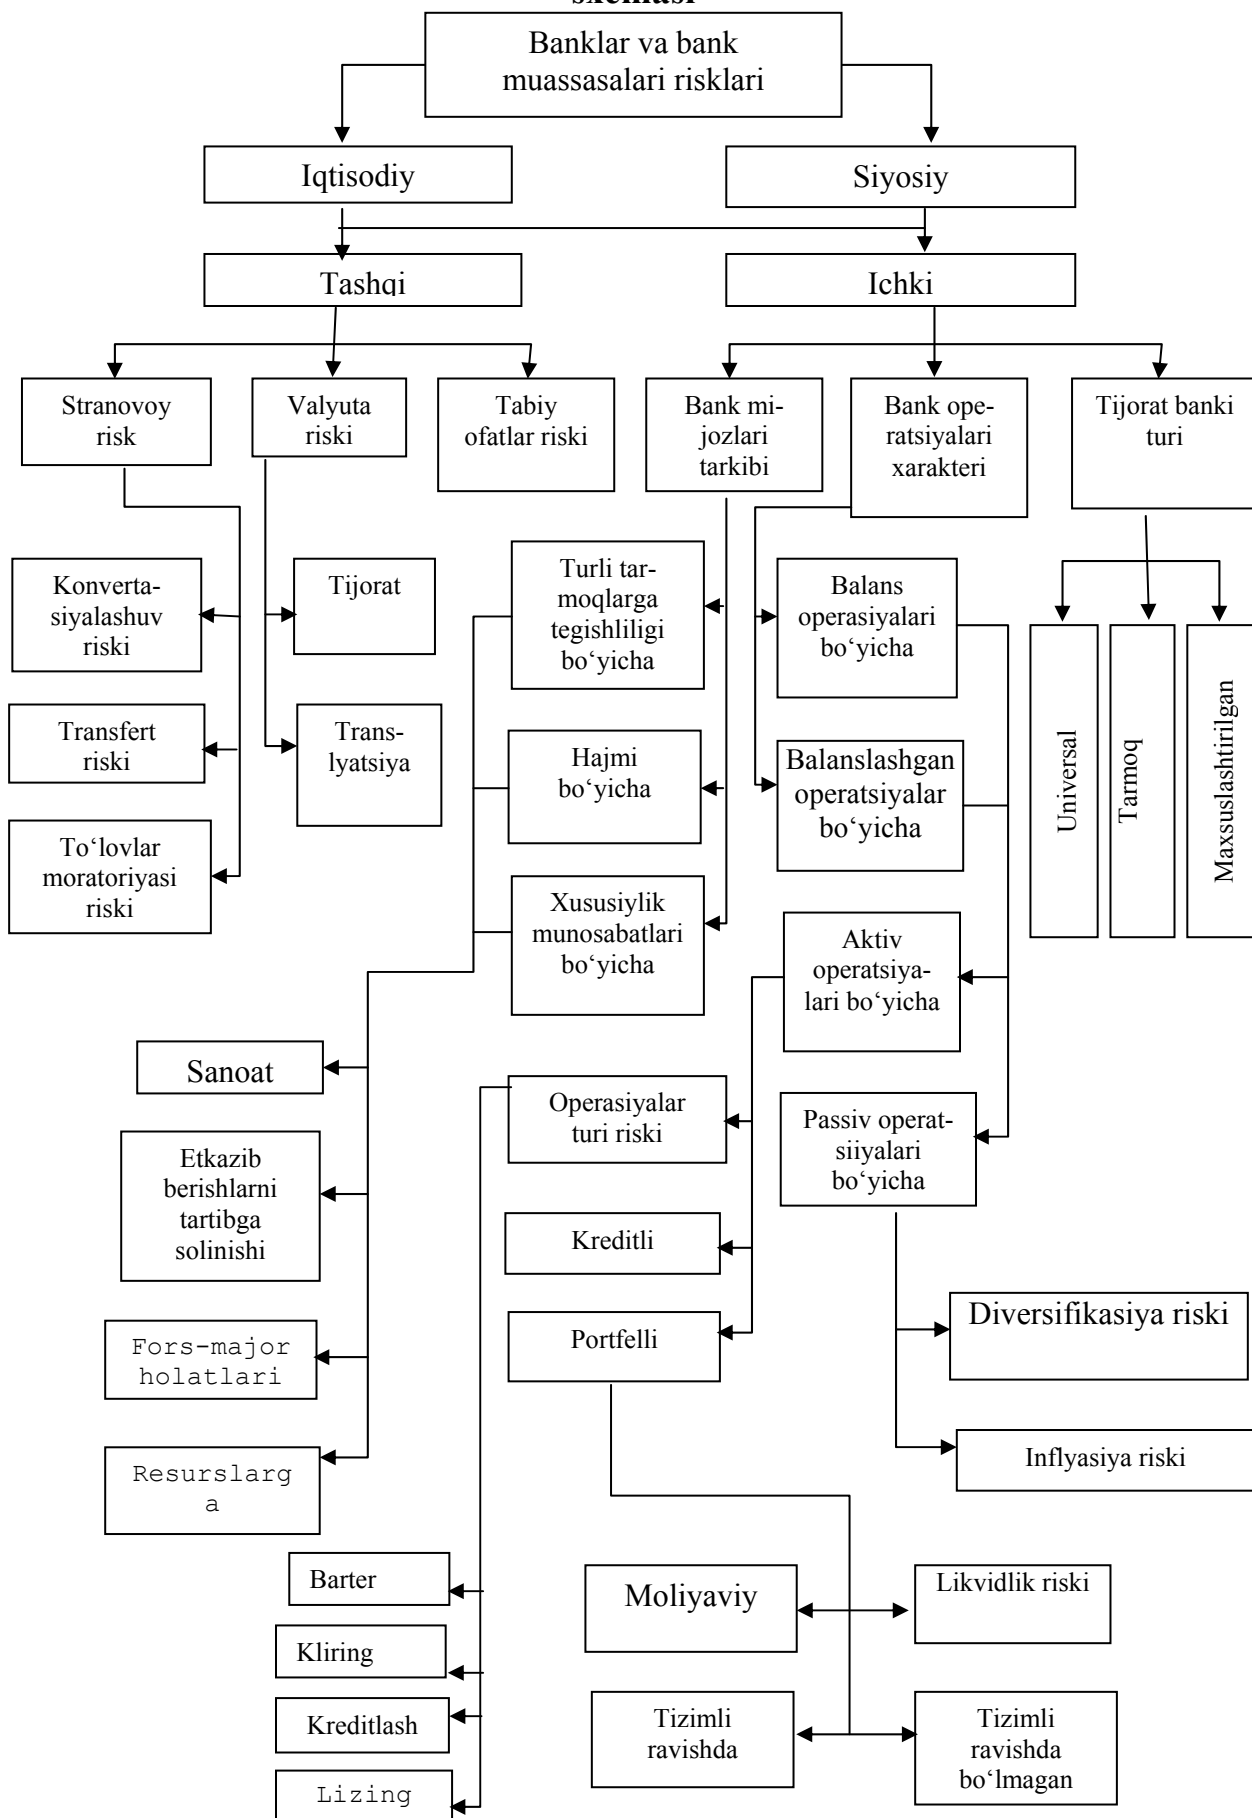 sxemasi
Banklar va bank
muassasalari risklari
Iqtisodiy
Siyosiy
Tashqi
Ichki
Stranovoy
risk
Valyuta
riski
Tabiy
ofatlar riski
Bank mi-
jozlari
tarkibi
Bank ope-
ratsiyalari
xarakteri
Tijorat banki
turi
Konverta-
siyalashuv
riski
Tijorat
Turli tar-
moqlarga
tegishliligi
bo‘yicha
Balans
operasiyalari
bo‘yicha
Universal
Tarmoq
Maxsuslashtirilgan
Transfert
riski
Trans-
lyatsiya
Hajmi
bo‘yicha
Balanslashgan
operatsiyalar
bo‘yicha
To‘lovlar
moratoriyasi
riski
Xususiylik
munosabatlari
bo‘yicha
Aktiv
operatsiya-
lari bo‘yicha
Sanoat
Operasiyalar
turi riski
Passiv operat-
siiyalari
bo‘yicha
Etkazib
berishlarni
tartibga
solinishi
Kreditli
Fors-major
holatlari
Portfelli
Diversifikasiya riski
Resurslarg
a
Inflyasiya riski
Barter
Moliyaviy
Likvidlik riski
Kliring
Kreditlash
Tizimli
ravishda
Tizimli
ravishda
bo‘lmagan
Lizing